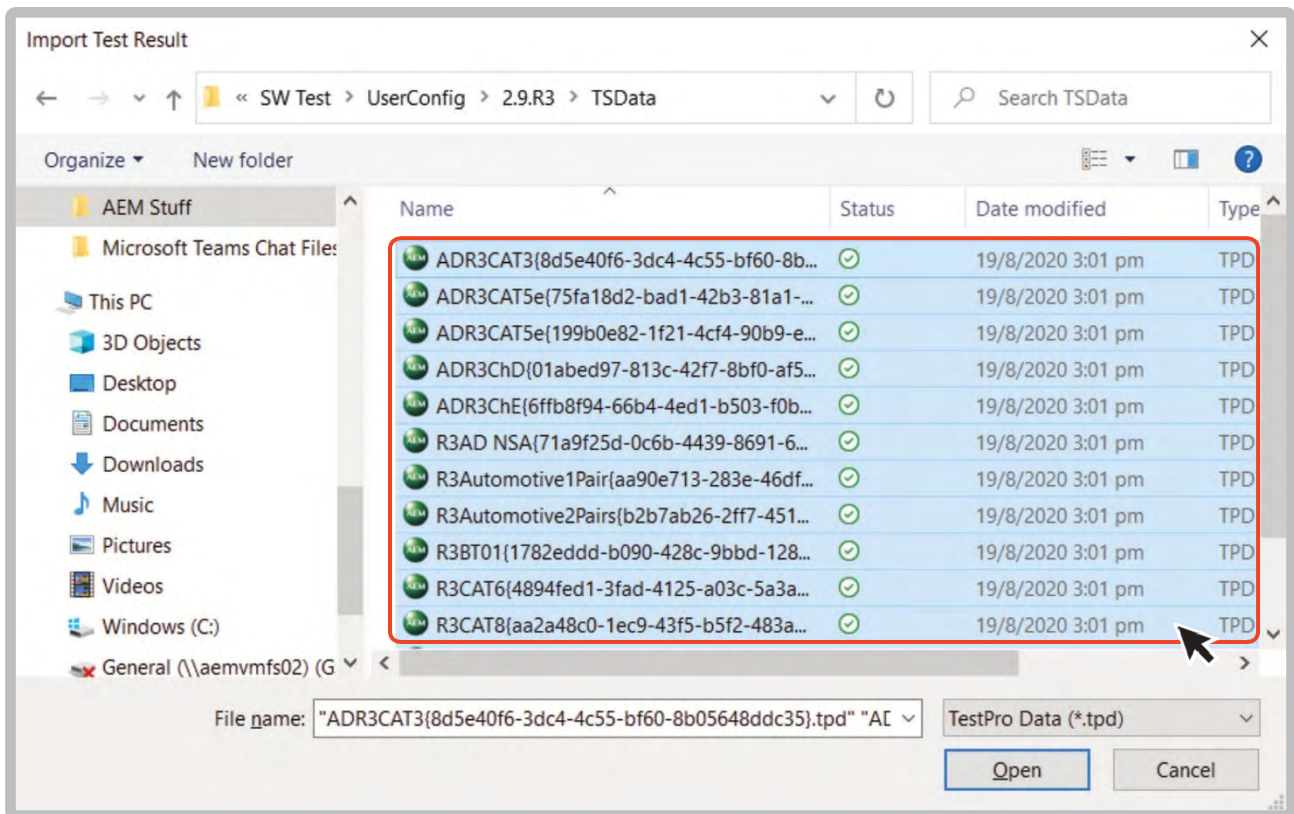 Import Test Result
« SW Test > UserConfig > 2.9.R3 > TSData
Search TSData
Organize
New folder
?
AEM Stuff
Microsoft Teams Chat Files
This PC
3D Objects
Desktop
Documents
Downloads
Music
Pictures
Videos
Windows (C:)
General (\\aemvmfs02) (G
Name Status Date modified Type
ADR3CAT3{8d5e40f6-3dc4-4c55-bf60-8b... 19/8/2020 3:01 pm TPD
ADR3CAT5e{75fa18d2-bad1-42b3-81a1-... 19/8/2020 3:01 pm TPD
ADR3CAT5e{199b0e82-1f21-4cf4-90b9-e... 19/8/2020 3:01 pm TPD
ADR3ChD{01abed97-813c-42f7-8bf0-af5... 19/8/2020 3:01 pm TPD
ADR3ChE{6ffb8f94-66b4-4ed1-b503-f0b... 19/8/2020 3:01 pm TPD
R3AD NSA{71a9f25d-0c6b-4439-8691-6... 19/8/2020 3:01 pm TPD
R3Automotive1Pair{aa90e713-283e-46df... 19/8/2020 3:01 pm TPD
R3Automotive2Pairs{b2b7ab26-2ff7-451... 19/8/2020 3:01 pm TPD
R3BT01{1782eddd-b090-428c-9bbd-128... 19/8/2020 3:01 pm TPD
R3CAT6{4894fed1-3fad-4125-a03c-5a3a... 19/8/2020 3:01 pm TPD
R3CAT8{aa2a48c0-1ec9-43f5-b5f2-483a... 19/8/2020 3:01 pm TPD
File name: "ADR3CAT3{8d5e40f6-3dc4-4c55-bf60-8b05648ddc35}.tpd" "AD
TestPro Data (*.tpd)
Open
Cancel